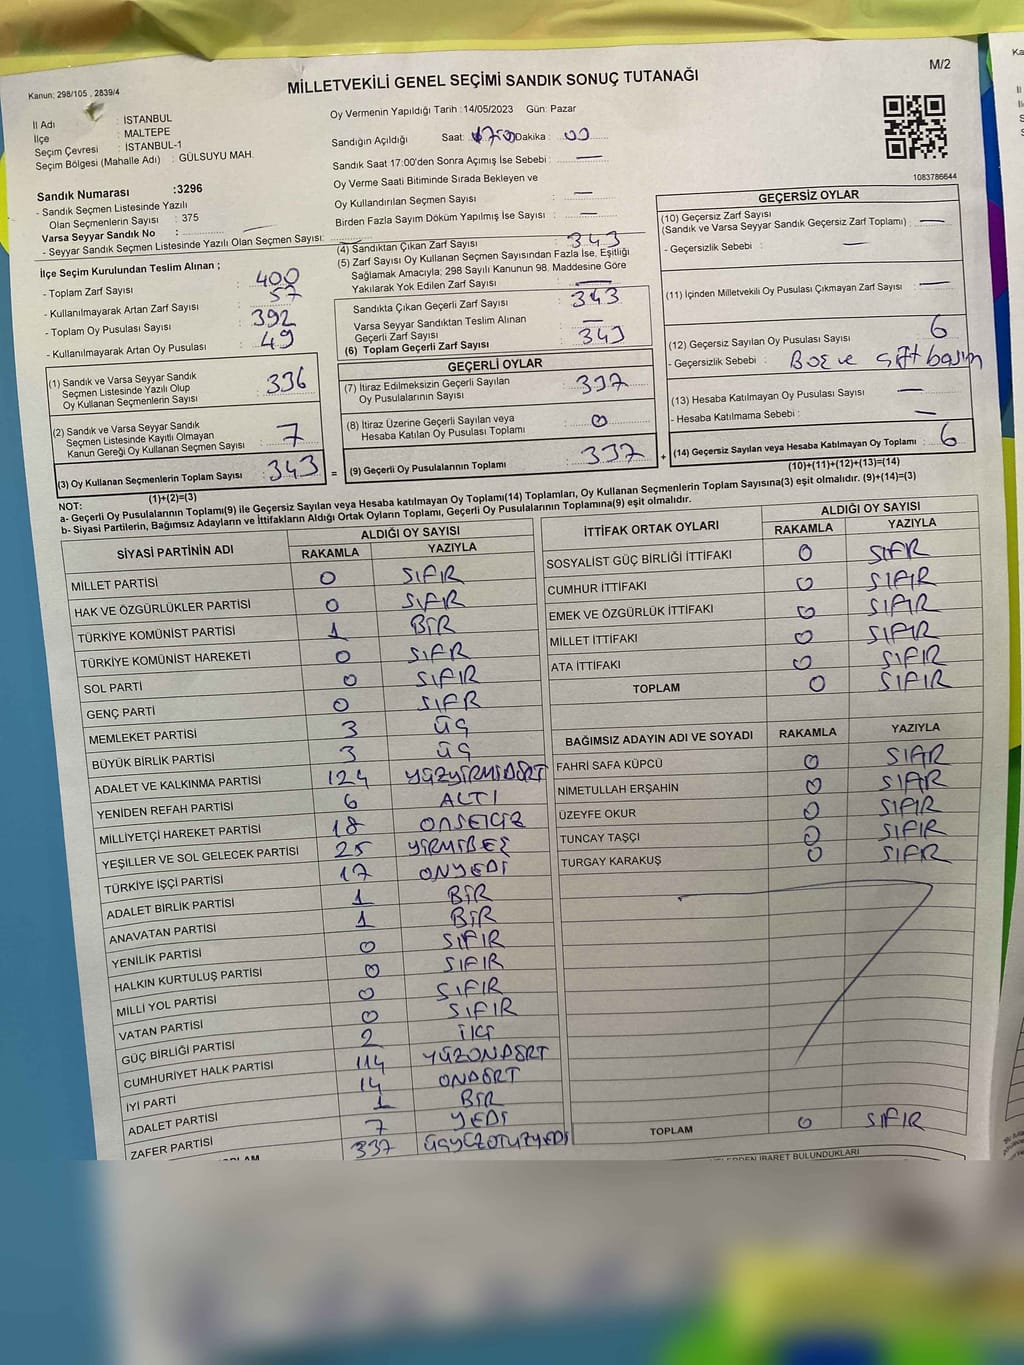 Kanun: 298/105 , 2839/4
MİLLETVEKİLİ GENEL SEÇİMİ SANDIK SONUÇ TUTANAĞI
M/2
İl Adı : İSTANBUL
İlçe : MALTEPE
Seçim Çevresi : İSTANBUL-1
Seçim Bölgesi (Mahalle Adı) : GÜLSUYU MAH.
Oy Vermenin Yapıldığı Tarih :14/05/2023 Gün: Pazar
Sandığın Açıldığı Saat: 17:00 Dakika : 00
Sandık Saat 17:00'den Sonra Açımış İse Sebebi : —
Oy Verme Saati Bitiminde Sırada Bekleyen ve
Oy Kullandırılan Seçmen Sayısı : —
Birden Fazla Sayım Döküm Yapılmış İse Sayısı : —
1083786644
Sandık Numarası :3296
- Sandık Seçmen Listesinde Yazılı
Olan Seçmenlerin Sayısı : 375
Varsa Seyyar Sandık No :
- Seyyar Sandık Seçmen Listesinde Yazılı Olan Seçmen Sayısı:
İlçe Seçim Kurulundan Teslim Alınan ;
- Toplam Zarf Sayısı : 400
- Kullanılmayarak Artan Zarf Sayısı : 57
- Toplam Oy Pusulası Sayısı : 392
- Kullanılmayarak Artan Oy Pusulası : 49
(1) Sandık ve Varsa Seyyar Sandık
Seçmen Listesinde Yazılı Olup
Oy Kullanan Seçmenlerin Sayısı : 336
(2) Sandık ve Varsa Seyyar Sandık
Seçmen Listesinde Kayıtlı Olmayan
Kanun Gereği Oy Kullanan Seçmen Sayısı : 7
(3) Oy Kullanan Seçmenlerin Toplam Sayısı : 343
(1)+(2)=(3)
(4) Sandıktan Çıkan Zarf Sayısı : 343
(5) Zarf Sayısı Oy Kullanan Seçmen Sayısından Fazla İse, Eşitliği
Sağlamak Amacıyla; 298 Sayılı Kanunun 98. Maddesine Göre
Yakılarak Yok Edilen Zarf Sayısı : —
Sandıkta Çıkan Geçerli Zarf Sayısı : 343
Varsa Seyyar Sandıktan Teslim Alınan
Geçerli Zarf Sayısı : —
(6) Toplam Geçerli Zarf Sayısı : 343
GEÇERLİ OYLAR
(7) İtiraz Edilmeksizin Geçerli Sayılan
Oy Pusulalarının Sayısı : 337
(8) İtiraz Üzerine Geçerli Sayılan veya
Hesaba Katılan Oy Pusulası Toplamı : 0
= (9) Geçerli Oy Pusulalarının Toplamı : 337 +
GEÇERSİZ OYLAR
(10) Geçersiz Zarf Sayısı
(Sandık ve Varsa Seyyar Sandık Geçersiz Zarf Toplamı) : —
- Geçersizlik Sebebi : —
(11) İçinden Milletvekili Oy Pusulası Çıkmayan Zarf Sayısı : —
(12) Geçersiz Sayılan Oy Pusulası Sayısı : 6
- Geçersizlik Sebebi : BOŞ ve çift basım
(13) Hesaba Katılmayan Oy Pusulası Sayısı : —
- Hesaba Katılmama Sebebi : —
(14) Geçersiz Sayılan veya Hesaba Katılmayan Oy Toplamı : 6
(10)+(11)+(12)+(13)=(14)
NOT:
a- Geçerli Oy Pusulalarının Toplamı(9) ile Geçersiz Sayılan veya Hesaba katılmayan Oy Toplamı(14) Toplamları, Oy Kullanan Seçmenlerin Toplam Sayısına(3) eşit olmalıdır. (9)+(14)=(3)
b- Siyasi Partilerin, Bağımsız Adayların ve İttifakların Aldığı Ortak Oyların Toplamı, Geçerli Oy Pusulalarının Toplamına(9) eşit olmalıdır.
SİYASİ PARTİNİN ADI ALDIĞI OY SAYISI
RAKAMLA YAZIYLA
MİLLET PARTİSİ 0 SIFIR
HAK VE ÖZGÜRLÜKLER PARTİSİ 0 SIFIR
TÜRKİYE KOMÜNİST PARTİSİ 1 BİR
TÜRKİYE KOMÜNİST HAREKETİ 0 SIFIR
SOL PARTİ 0 SIFIR
GENÇ PARTİ 0 SIFIR
MEMLEKET PARTİSİ 3 ÜÇ
BÜYÜK BİRLİK PARTİSİ 3 ÜÇ
ADALET VE KALKINMA PARTİSİ 124 YÜZYİRMİDÖRT
YENİDEN REFAH PARTİSİ 6 ALTI
MİLLİYETÇİ HAREKET PARTİSİ 18 ONSEKİZ
YEŞİLLER VE SOL GELECEK PARTİSİ 25 YİRMİBEŞ
TÜRKİYE İŞÇİ PARTİSİ 17 ONYEDİ
ADALET BİRLİK PARTİSİ 1 BİR
ANAVATAN PARTİSİ 1 BİR
YENİLİK PARTİSİ 0 SIFIR
HALKIN KURTULUŞ PARTİSİ 0 SIFIR
MİLLİ YOL PARTİSİ 0 SIFIR
VATAN PARTİSİ 0 SIFIR
GÜÇ BİRLİĞİ PARTİSİ 2 İKİ
CUMHURİYET HALK PARTİSİ 114 YÜZONDÖRT
İYİ PARTİ 14 ONDÖRT
ADALET PARTİSİ 1 BİR
ZAFER PARTİSİ 7 YEDİ
337 ÜÇYÜZOTUZYEDİ
İTTİFAK ORTAK OYLARI ALDIĞI OY SAYISI
RAKAMLA YAZIYLA
SOSYALİST GÜÇ BİRLİĞİ İTTİFAKI 0 SIFIR
CUMHUR İTTİFAKI 0 SIFIR
EMEK VE ÖZGÜRLÜK İTTİFAKI 0 SIFIR
MİLLET İTTİFAKI 0 SIFIR
ATA İTTİFAKI 0 SIFIR
TOPLAM 0 SIFIR
BAĞIMSIZ ADAYIN ADI VE SOYADI RAKAMLA YAZIYLA
FAHRİ SAFA KÜPCÜ 0 SIFIR
NİMETULLAH ERŞAHİN 0 SIFIR
ÜZEYFE OKUR 0 SIFIR
TUNCAY TAŞÇI 0 SIFIR
TURGAY KARAKUŞ 0 SIFIR
TOPLAM 0 SIFIR
İBARET BULUNDUKLARI